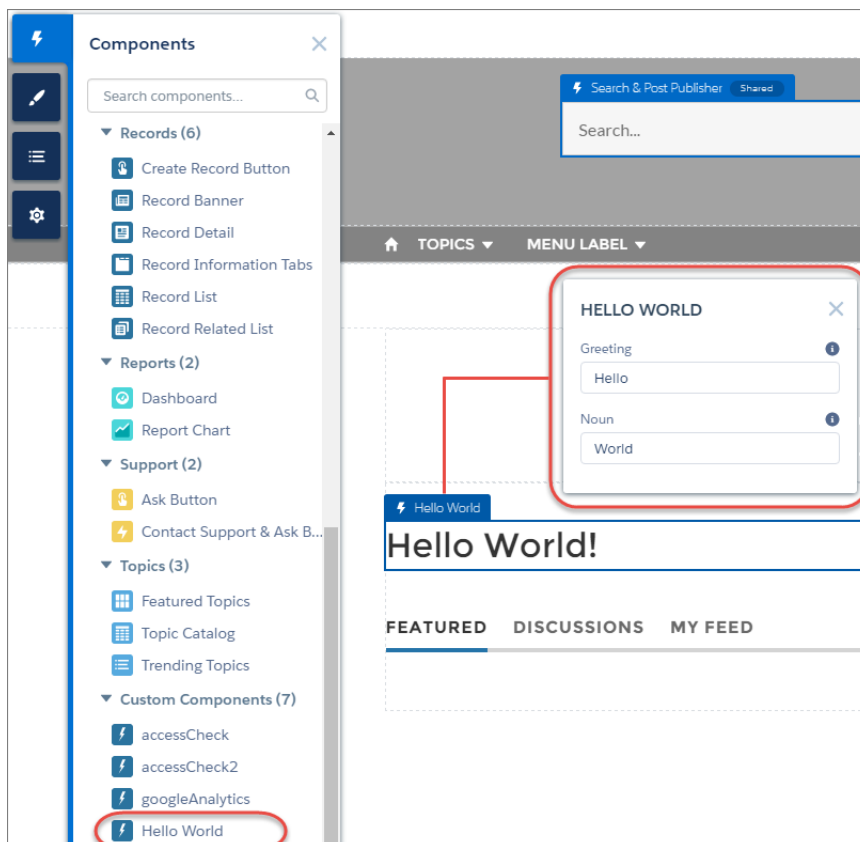 Components
Search components...
Records (6)
Create Record Button
Record Banner
Record Detail
Record Information Tabs
Record List
Record Related List
Reports (2)
Dashboard
Report Chart
Support (2)
Ask Button
Contact Support & Ask B...
Topics (3)
Featured Topics
Topic Catalog
Trending Topics
Custom Components (7)
accessCheck
accessCheck2
googleAnalytics
Hello World
Search & Post Publisher Shared
Search...
TOPICS MENU LABEL
HELLO WORLD
Greeting
Hello
Noun
World
Hello World
Hello World!
FEATURED DISCUSSIONS MY FEED